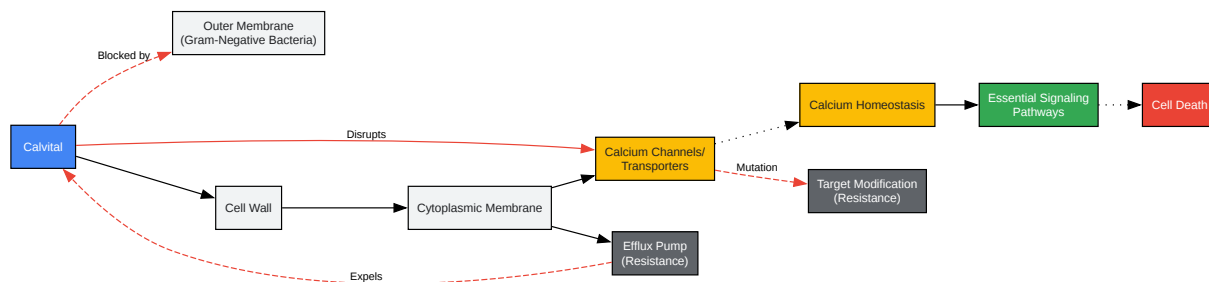 Outer Membrane
(Gram-Negative Bacteria)
Blocked by
Calvital
Disrupts
Calcium Channels/
Transporters
Calcium Homeostasis
Essential Signaling
Pathways
Cell Death
Mutation
Target Modification
(Resistance)
Cell Wall
Cytoplasmic Membrane
Efflux Pump
(Resistance)
Expels